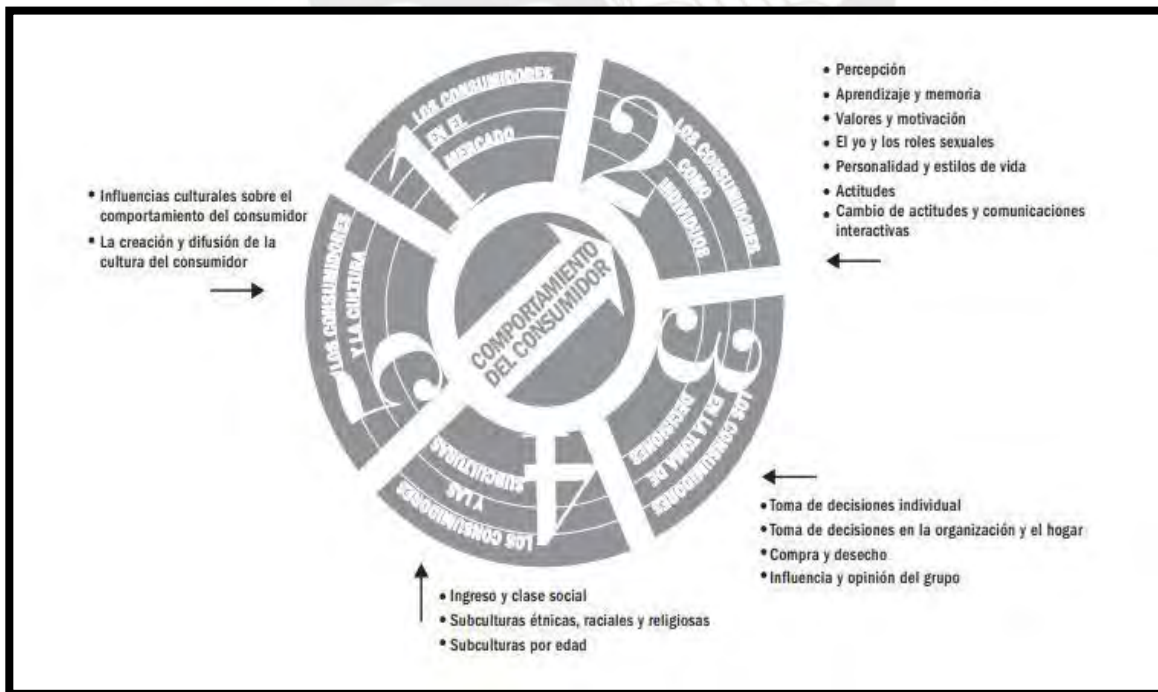 1
LOS CONSUMIDORES
EN EL
MERCADO
2
LOS CONSUMIDORES
COMO
INDIVIDUOS
• Percepción
• Aprendizaje y memoria
• Valores y motivación
• El yo y los roles sexuales
• Personalidad y estilos de vida
• Actitudes
• Cambio de actitudes y comunicaciones
interactivas
• Influencias culturales sobre el
comportamiento del consumidor
• La creación y difusión de la
cultura del consumidor
5
LOS CONSUMIDORES
Y LA CULTURA
COMPORTAMIENTO
DEL CONSUMIDOR
3
LOS CONSUMIDORES
EN LA TOMA DE
DECISIONES
4
LOS CONSUMIDORES
Y LAS
SUBCULTURAS
• Toma de decisiones individual
• Toma de decisiones en la organización y el hogar
• Compra y desecho
• Influencia y opinión del grupo
• Ingreso y clase social
• Subculturas étnicas, raciales y religiosas
• Subculturas por edad